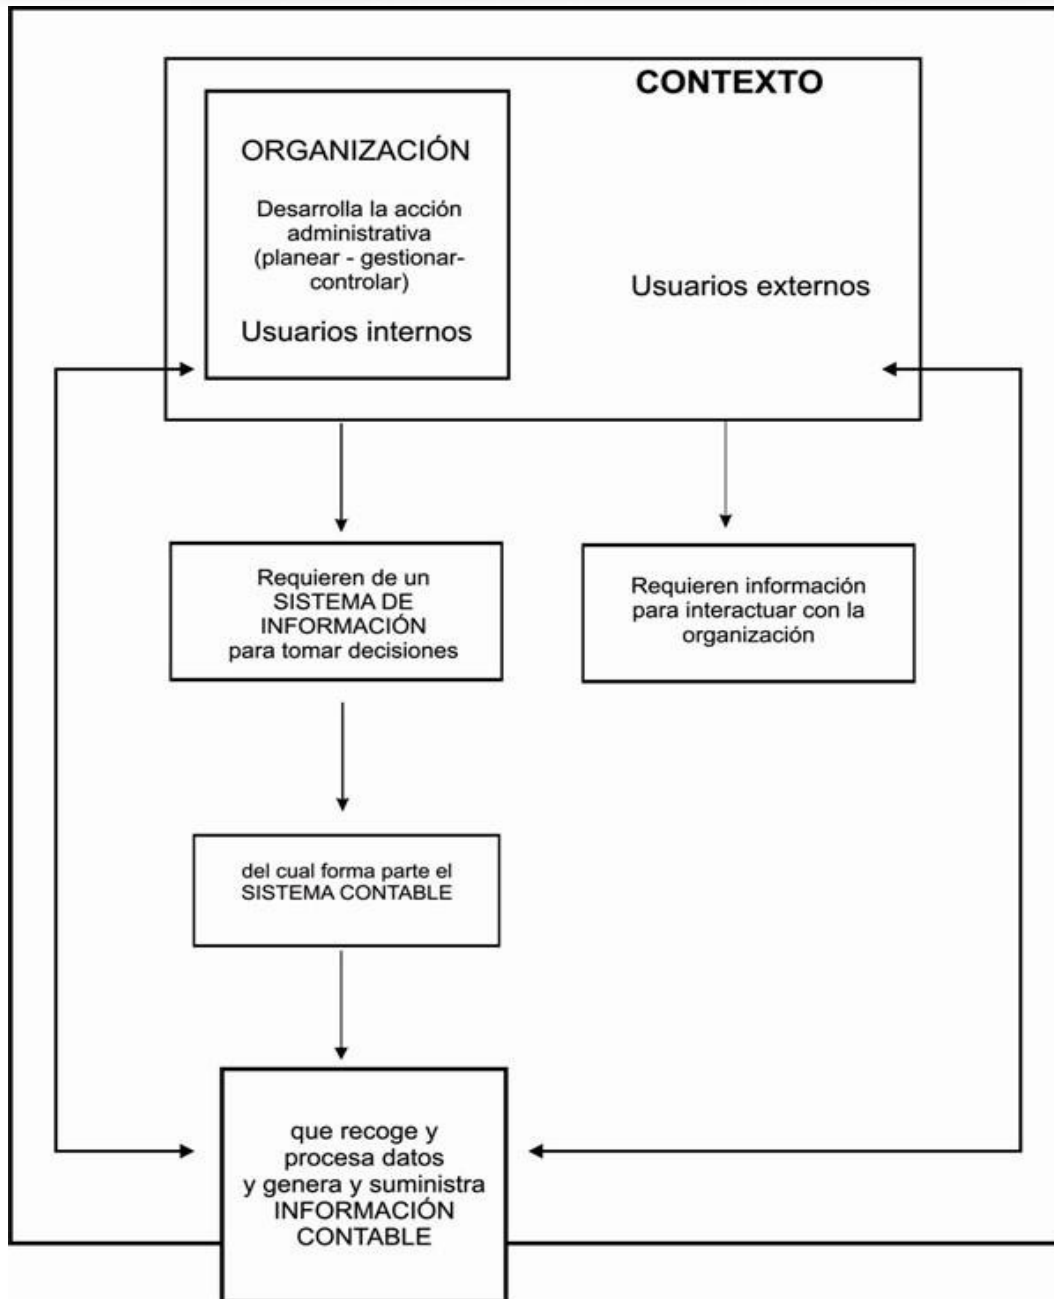 CONTEXTO
ORGANIZACIÓN
Desarrolla la acción
administrativa
(planear - gestionar-
controlar)
Usuarios internos
Usuarios externos
Requieren de un
SISTEMA DE
INFORMACIÓN
para tomar decisiones
Requieren información
para interactuar con la
organización
del cual forma parte el
SISTEMA CONTABLE
que recoge y
procesa datos
y genera y suministra
INFORMACIÓN
CONTABLE